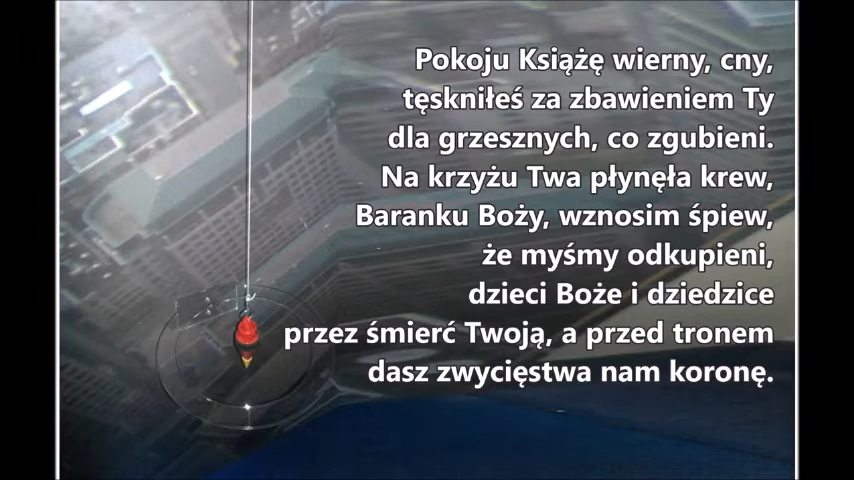 Pokoju Książę wierny, cny,
tęskniłeś za zbawieniem Ty
dla grzesznych, co zgubieni.
Na krzyżu Twa płynęła krew,
Baranku Boży, wznosim śpiew,
że myśmy odkupieni,
dzieci Boże i dziedzice
przez śmierć Twoją, a przed tronem
dasz zwycięstwa nam koronę.